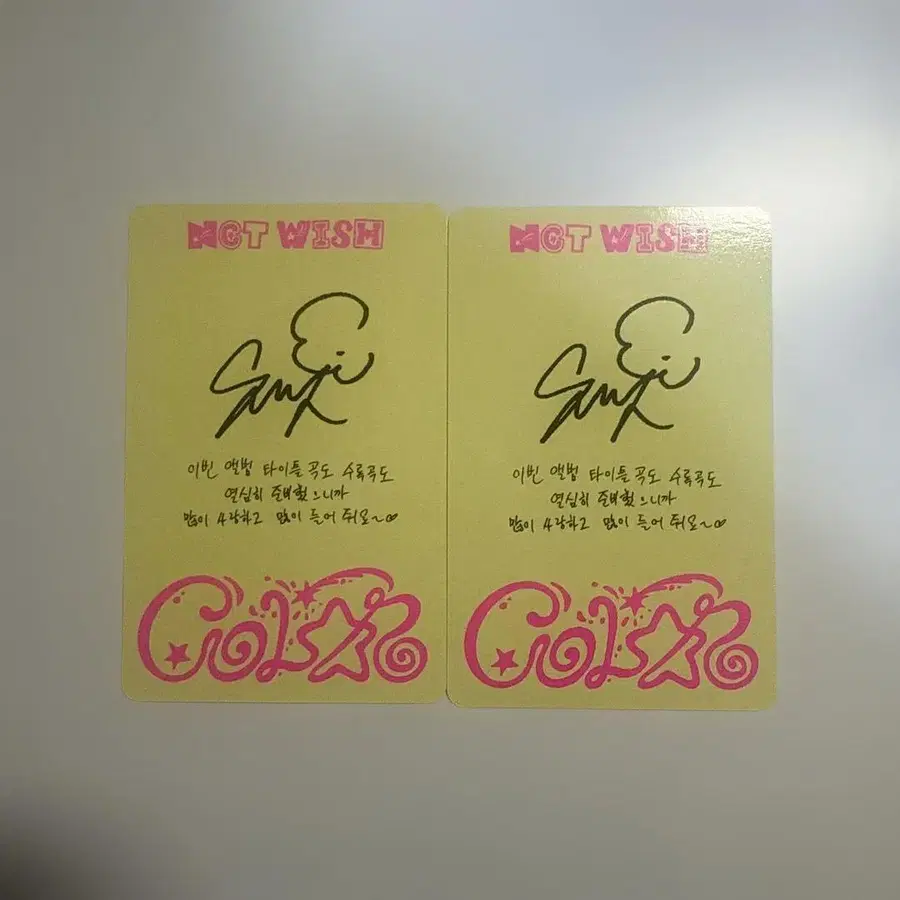 NCT WISH
이번 앨범 타이틀곡도 수록곡도
열심히 준비했으니까
많이 사랑하고 많이 들어 줘요~∞
COLOR
NCT WISH
이번 앨범 타이틀곡도 수록곡도
열심히 준비했으니까
많이 사랑하고 많이 들어 줘요~∞
COLOR